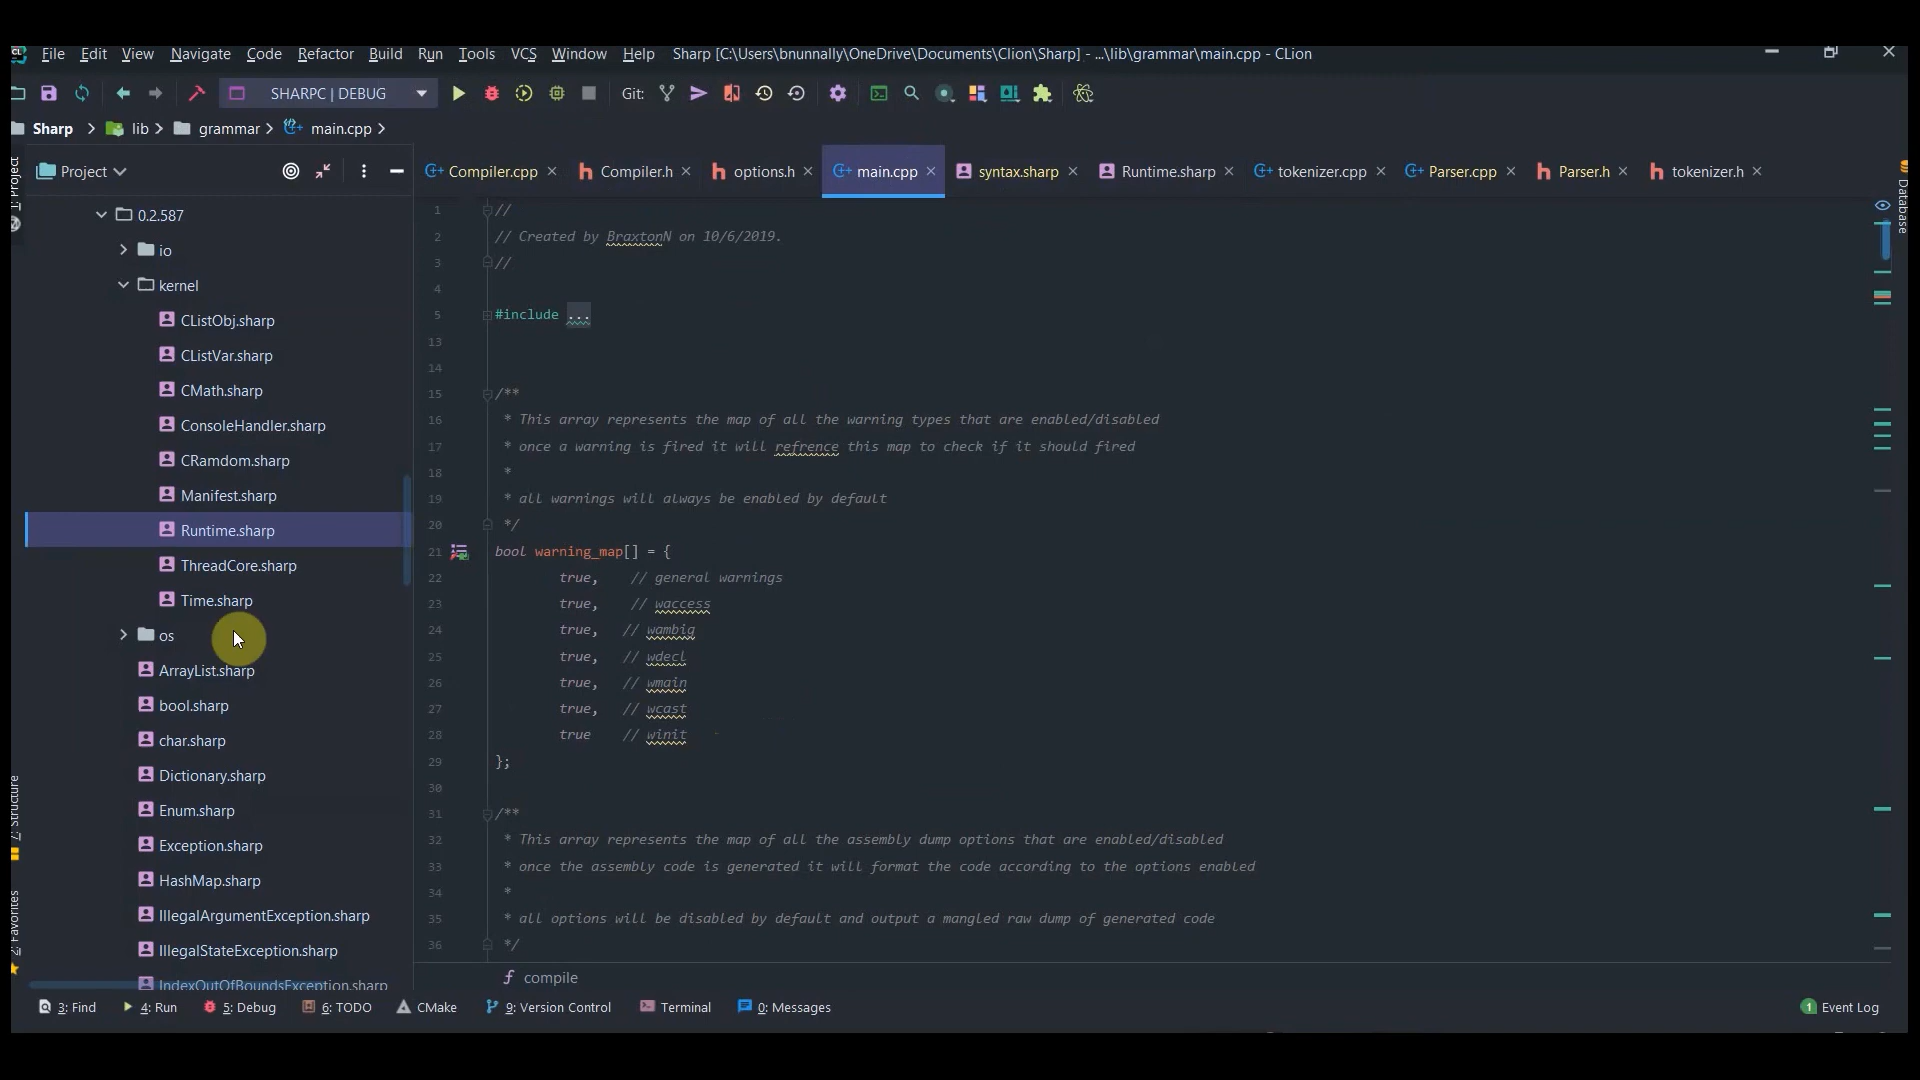 File Edit View Navigate Code Refactor Build Run Tools VCS Window Help Sharp [C:\Users\bnunnally\OneDrive\Documents\Clion\Sharp] - ...\lib\grammar\main.cpp - CLion
SHARPC | DEBUG Git:
Sharp lib grammar main.cpp
1: Project
Project
Compiler.cpp Compiler.h options.h main.cpp syntax.sharp Runtime.sharp tokenizer.cpp Parser.cpp Parser.h tokenizer.h
Database
0.2.587
io
kernel
CListObj.sharp
CListVar.sharp
CMath.sharp
ConsoleHandler.sharp
CRamdom.sharp
Manifest.sharp
Runtime.sharp
ThreadCore.sharp
Time.sharp
os
ArrayList.sharp
bool.sharp
char.sharp
Dictionary.sharp
Enum.sharp
Exception.sharp
HashMap.sharp
IllegalArgumentException.sharp
IllegalStateException.sharp
IndexOutOfBoundsException.sharp
7: Structure
2: Favorites
1 //
2 // Created by BraxtonN on 10/6/2019.
3 //
4
5 #include ...
13
14
15 /**
16 * This array represents the map of all the warning types that are enabled/disabled
17 * once a warning is fired it will refrence this map to check if it should fired
18 *
19 * all warnings will always be enabled by default
20 */
21 bool warning_map[] = {
22 true, // general warnings
23 true, // waccess
24 true, // wambig
25 true, // wdecl
26 true, // wmain
27 true, // wcast
28 true // winit
29 };
30
31 /**
32 * This array represents the map of all the assembly dump options that are enabled/disabled
33 * once the assembly code is generated it will format the code according to the options enabled
34 *
35 * all options will be disabled by default and output a mangled raw dump of generated code
36 */
f compile
3: Find 4: Run 5: Debug 6: TODO CMake 9: Version Control Terminal 0: Messages 1 Event Log